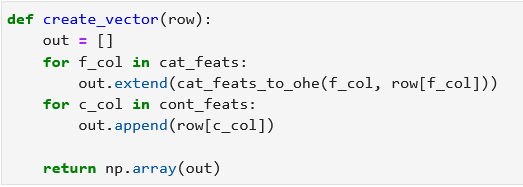 def create_vector(row):
    out = []
    for f_col in cat_feats:
        out.extend(cat_feats_to_ohe(f_col, row[f_col]))
    for c_col in cont_feats:
        out.append(row[c_col])

    return np.array(out)